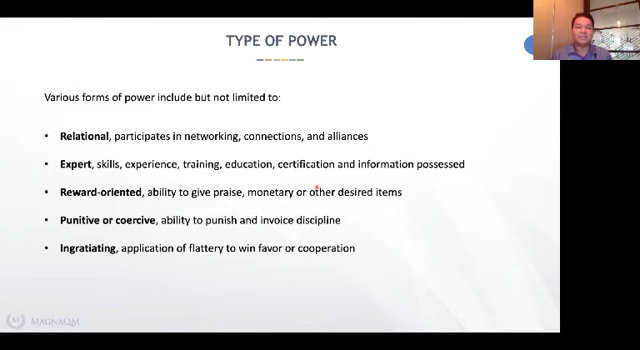 TYPE OF POWER
Various forms of power include but not limited to:
• Relational, participates in networking, connections, and alliances
• Expert, skills, experience, training, education, certification and information possessed
• Reward-oriented, ability to give praise, monetary or other desired items
• Punitive or coercive, ability to punish and invoice discipline
• Ingratiating, application of flattery to win favor or cooperation
MAGNAQM